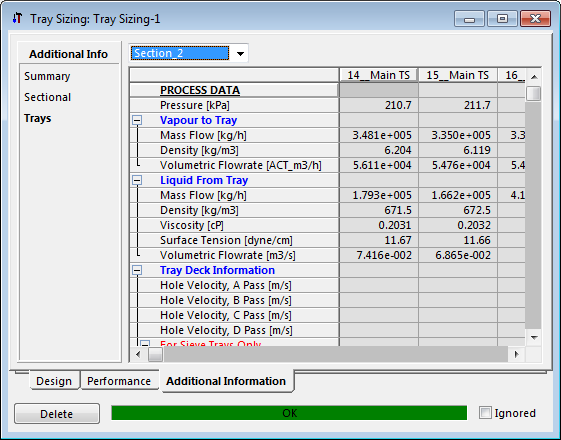 Tray Sizing: Tray Sizing-1
Additional Info
Summary
Sectional
Trays
Section_2
14__Main TS 15__Main TS 16__
PROCESS DATA
Pressure [kPa] 210.7 211.7
Vapour to Tray
Mass Flow [kg/h] 3.481e+005 3.350e+005 3.3
Density [kg/m3] 6.204 6.119
Volumetric Flowrate [ACT_m3/h] 5.611e+004 5.476e+004 5.4
Liquid From Tray
Mass Flow [kg/h] 1.793e+005 1.662e+005 4.1
Density [kg/m3] 671.5 672.5
Viscosity [cP] 0.2031 0.2032
Surface Tension [dyne/cm] 11.67 11.66
Volumetric Flowrate [m3/s] 7.416e-002 6.865e-002
Tray Deck Information
Hole Velocity, A Pass [m/s]
Hole Velocity, B Pass [m/s]
Hole Velocity, C Pass [m/s]
Hole Velocity, D Pass [m/s]
For Sieve Trays Only
Design Performance Additional Information
Delete OK Ignored